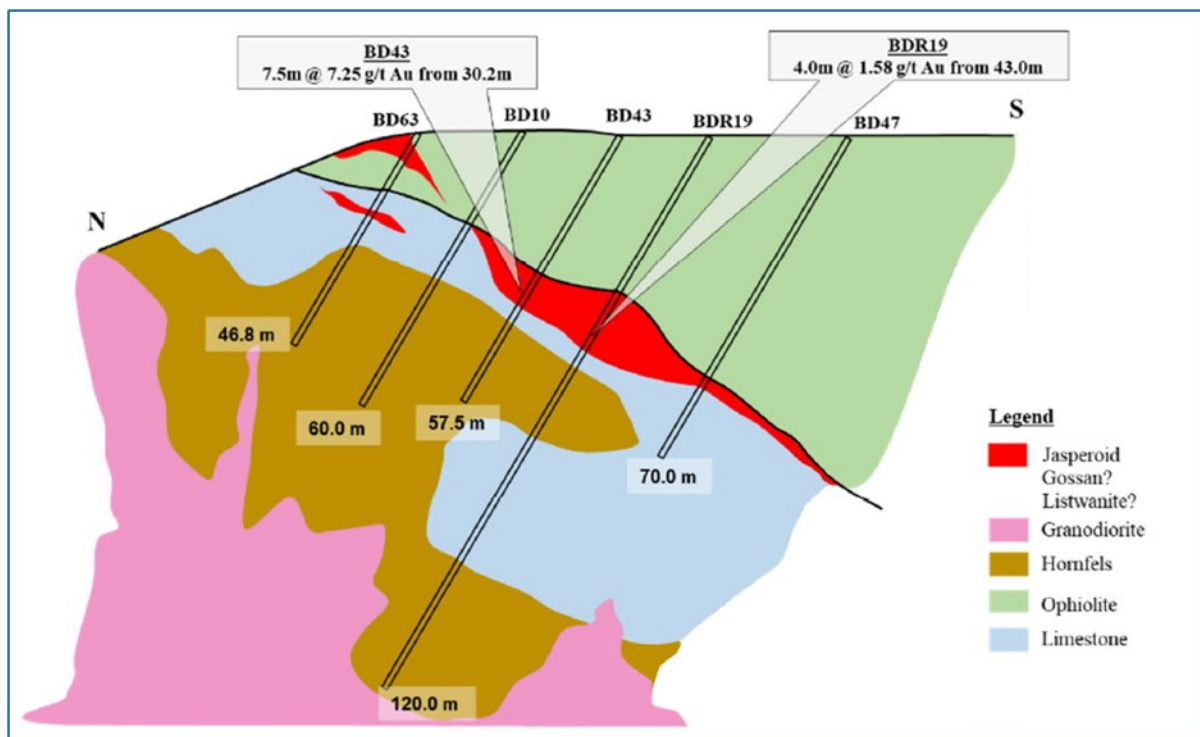 BD43
7.5m @ 7.25 g/t Au from 30.2m
BDR19
4.0m @ 1.58 g/t Au from 43.0m
BD63
BD10
BD43
BDR19
BD47
S
N
46.8 m
60.0 m
57.5 m
70.0 m
120.0 m
Legend
Jasperoid
Gossan?
Listwanite?
Granodiorite
Hornfels
Ophiolite
Limestone